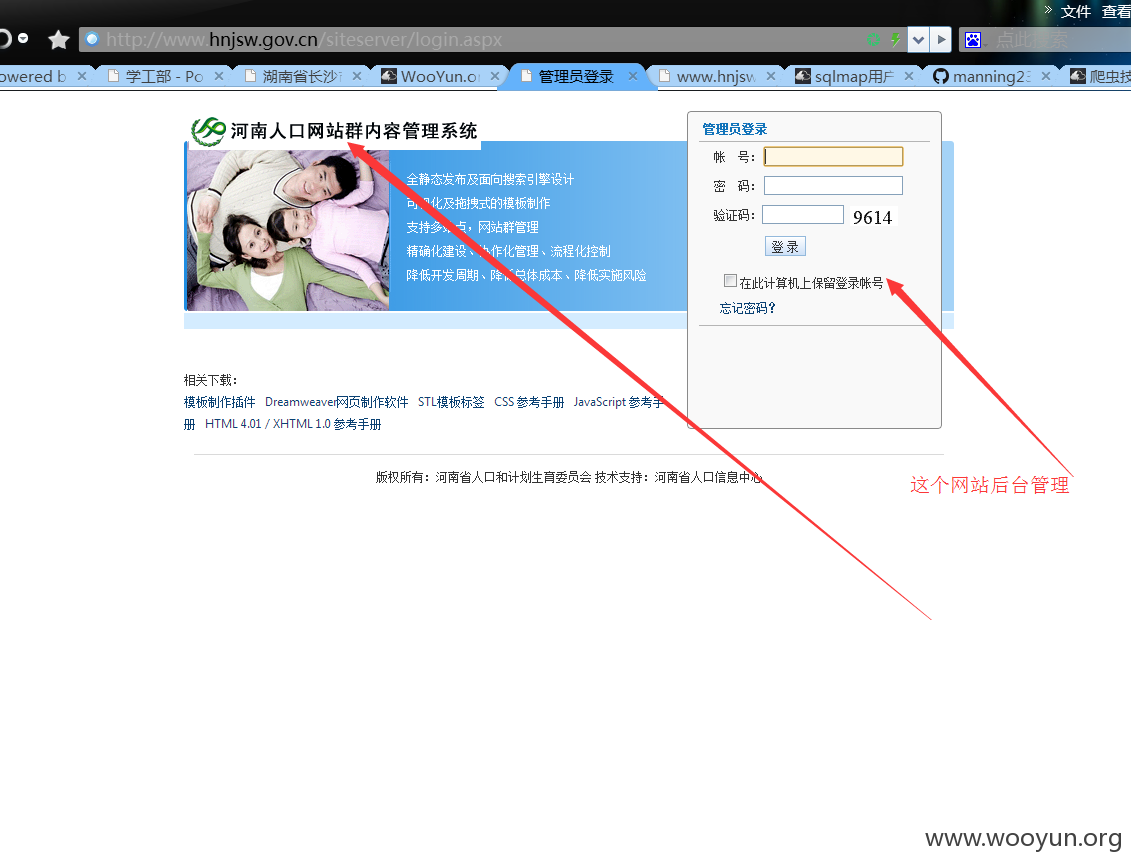 » 文件 查看
http://www.hnjsw.gov.cn/siteserver/login.aspx 点此搜索
owered b 学工部 - Po 湖南省长沙市 WooYun.o 管理员登录 www.hnjsw sqlmap用户 manning23 爬虫技
河南人口网站群内容管理系统
全静态发布及面向搜索引擎设计
可视化及拖拽式的模板制作
支持多站点，网站群管理
精确化建设、协作化管理、流程化控制
降低开发周期、降低总体成本、降低实施风险
管理员登录
帐 号：
密 码：
验证码： 9614
登 录
在此计算机上保留登录帐号
忘记密码?
相关下载：
模板制作插件 Dreamweaver网页制作软件 STL模板标签 CSS 参考手册 JavaScript 参考手
册 HTML 4.01 / XHTML 1.0 参考手册
版权所有：河南省人口和计划生育委员会 技术支持：河南省人口信息中心
这个网站后台管理
www.wooyun.org